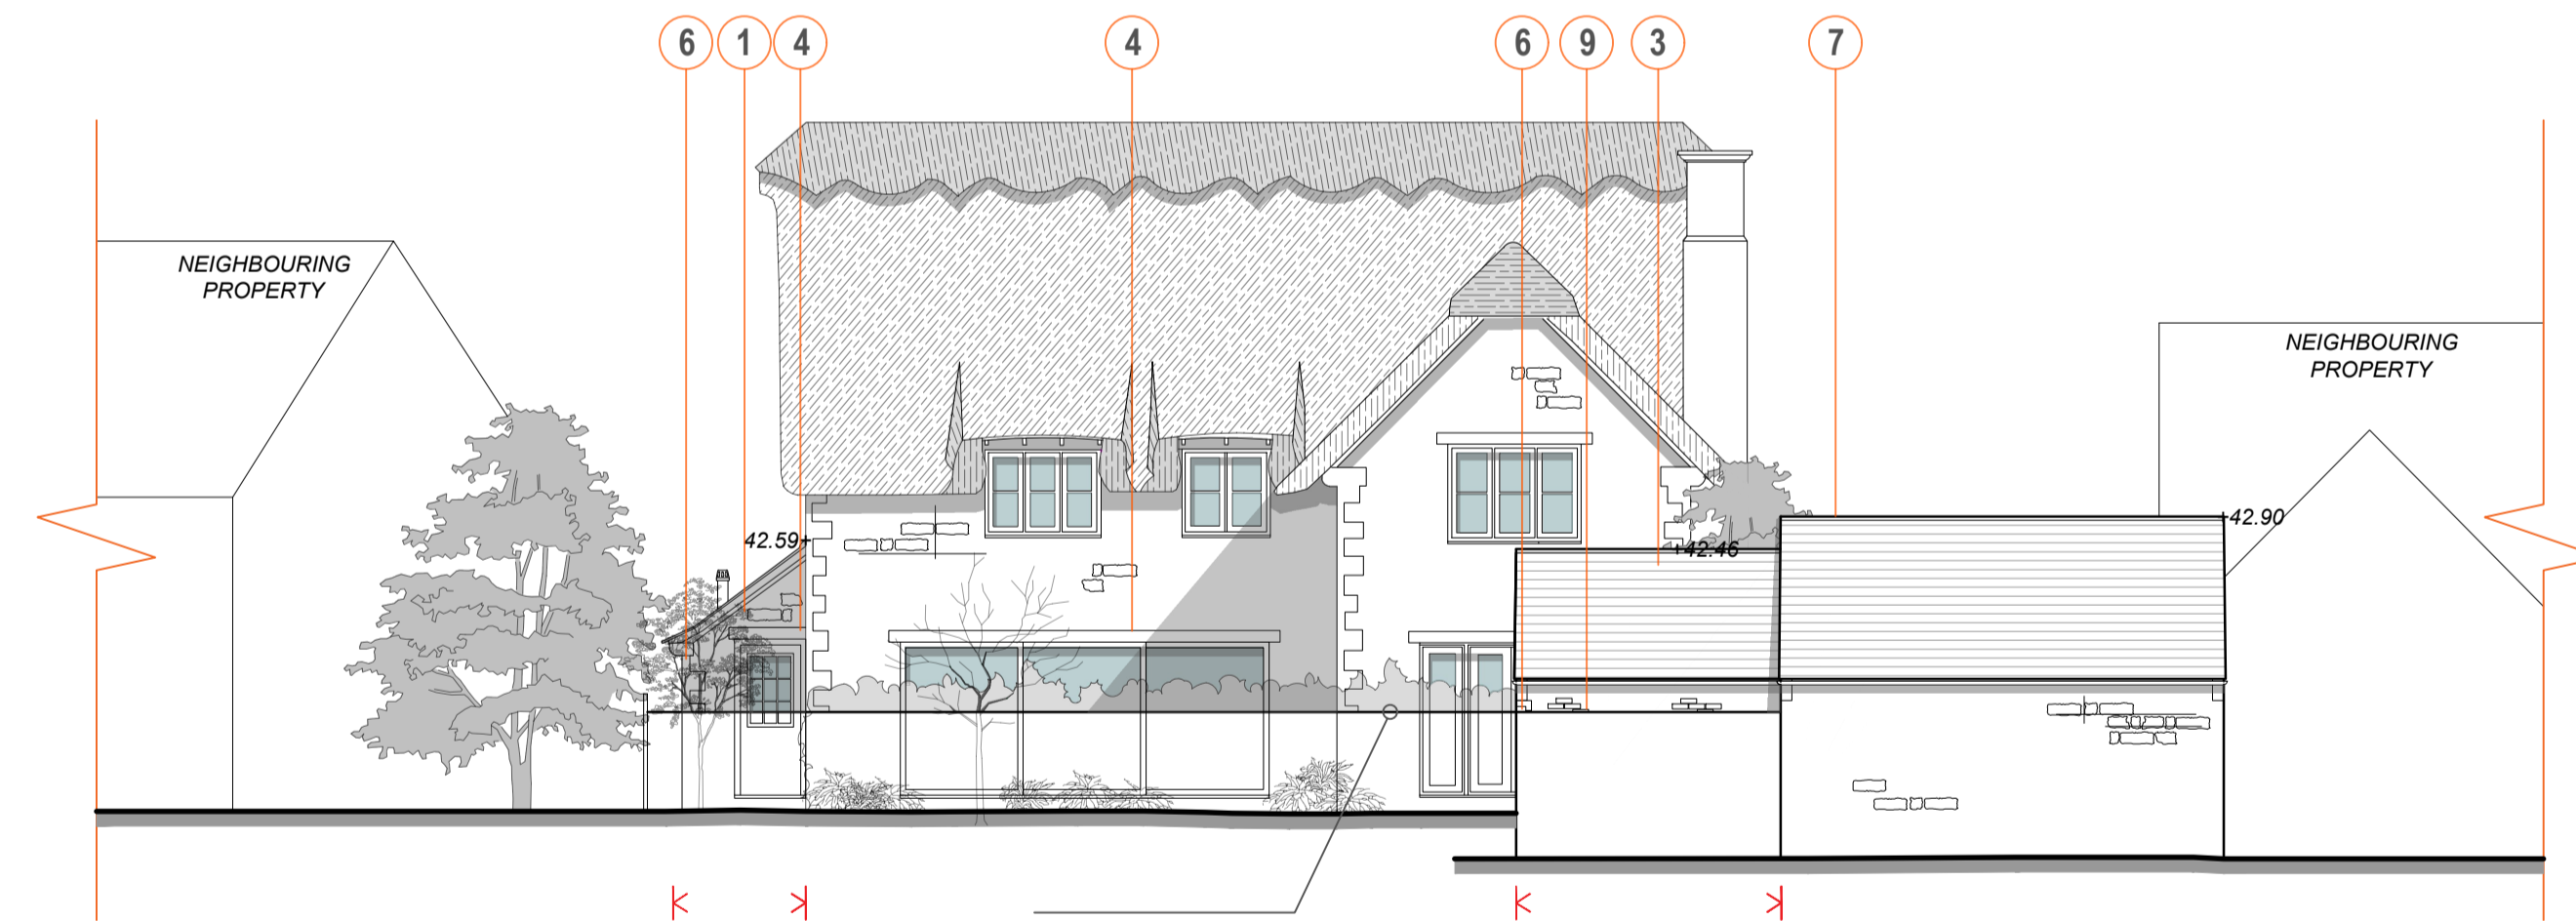 6 1 4 4 6 9 3 7
NEIGHBOURING
PROPERTY
NEIGHBOURING
PROPERTY
42.59+
+42.46
+42.90